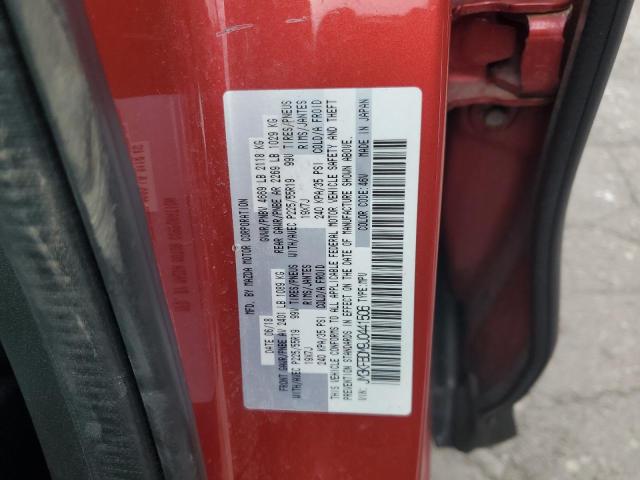 MFD. BY MAZDA MOTOR CORPORATION
DATE: 06/18 GVWR/PNBV 4669 LB 2118 KG
FRONT GAWR/PNBE AV 2401 LB 1089 KG REAR GAWR/PNBE AR 2269 LB 1029 KG
WITH/AVEC P225/55R19 99V TIRES/PNEUS WITH/AVEC P225/55R19 99V TIRES/PNEUS
19X7J RIMS/JANTES 19X7J RIMS/JANTES
240 KPA/35 PSI COLD/A FROID 240 KPA/35 PSI COLD/A FROID
THIS VEHICLE CONFORMS TO ALL APPLICABLE FEDERAL MOTOR VEHICLE SAFETY AND THEFT
PREVENTION STANDARDS IN EFFECT ON THE DATE OF MANUFACTURE SHOWN ABOVE.
VIN: JM3KFBDM9J0441506 TYPE:MPV COLOR CODE:46V MADE IN JAPAN